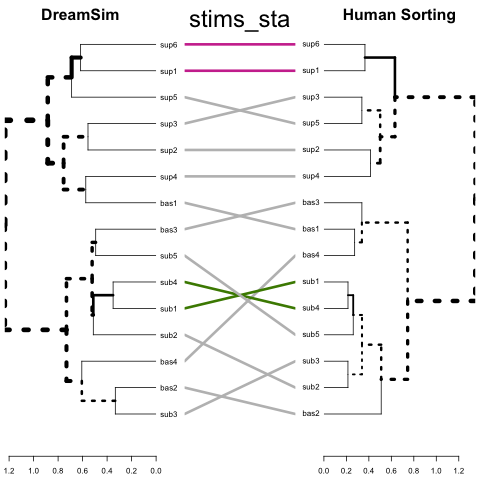 DreamSim stims_sta Human Sorting
sup6 sup6
sup1 sup1
sup5 sup3
sup3 sup5
sup2 sup2
sup4 sup4
bas1 bas3
bas3 bas1
sub5 bas4
sub4 sub1
sub1 sub4
sub2 sub5
bas4 sub3
bas2 sub2
sub3 bas2
1.2 1.0 0.8 0.6 0.4 0.2 0.0 0.0 0.2 0.4 0.6 0.8 1.0 1.2